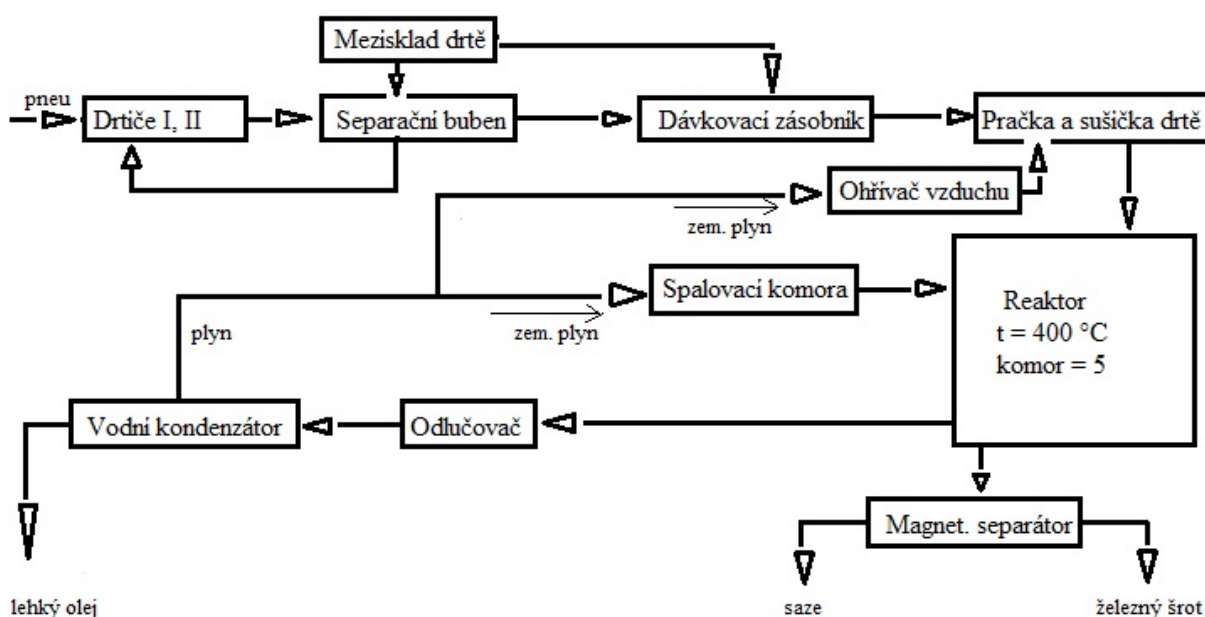 Mezisklad drtě
pneu
Drtiče I, II
Separační buben
Dávkovací zásobník
Pračka a sušička drtě
Ohřívač vzduchu
zem. plyn
Spalovací komora
plyn
zem. plyn
Reaktor
t = 400 °C
komor = 5
Vodní kondenzátor
Odlučovač
Magnet. separátor
lehký olej
saze
železný šrot